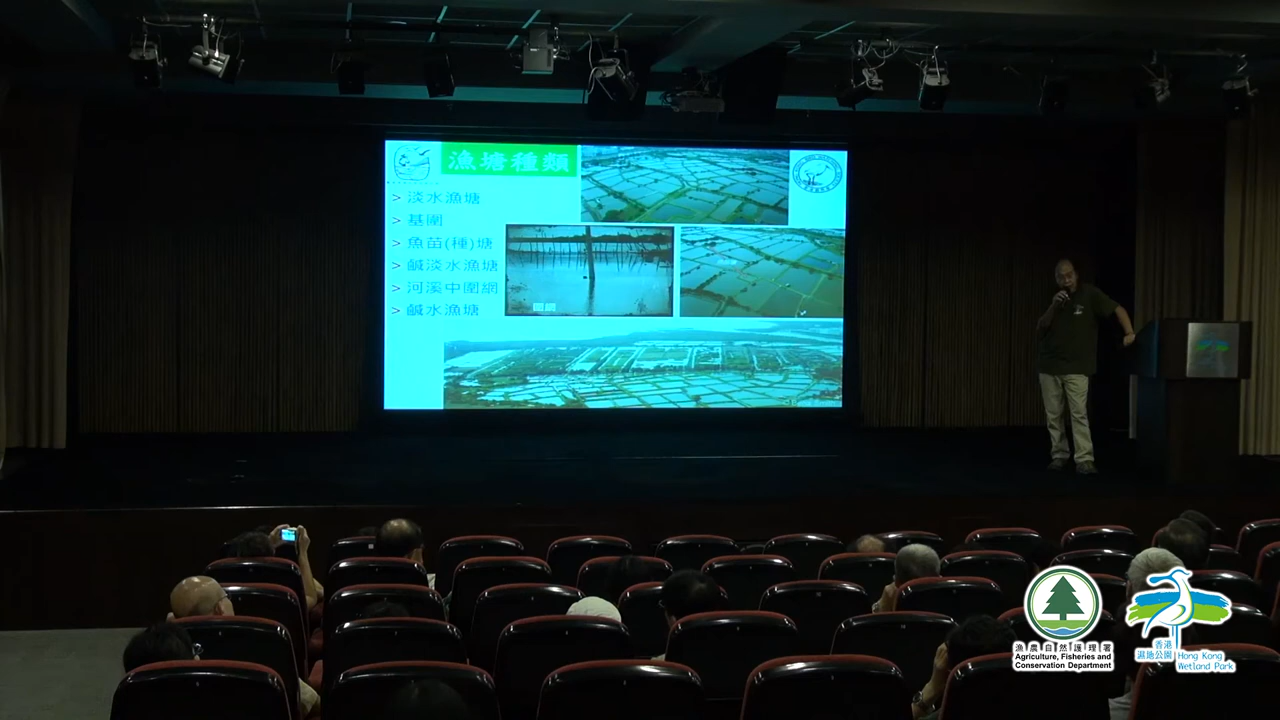 漁塘種類
> 淡水漁塘
> 基圍
> 魚苗(種)塘
> 鹹淡水漁塘
> 河溪中圍網
> 鹹水漁塘
漁農自然護理署
Agriculture, Fisheries and
Conservation Department
香港
濕地公園
Hong Kong
Wetland Park